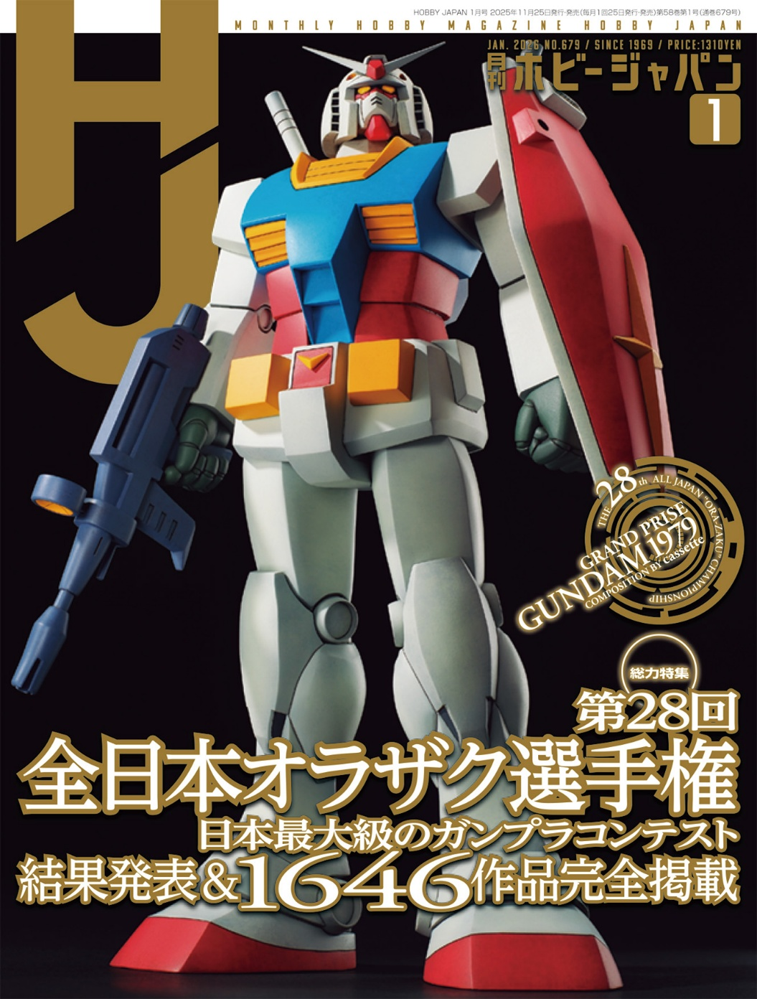 HOBBY JAPAN 1月号 2025年11月25日発行・発売(毎月1回25日発行・発売)第58巻第1号(通巻679号)
MONTHLY HOBBY MAGAZINE HOBBY JAPAN
HJ
JAN. 2026 NO.679 / SINCE 1969 / PRICE:1310YEN
月刊ホビージャパン
1
THE 28th ALL JAPAN "ORA-ZAKU" CHAMPIONSHIP
GRAND PRISE
GUNDAM 1979
COMPOSITION BY cassette
総力特集
第28回
全日本オラザク選手権
日本最大級のガンプラコンテスト
結果発表&1646作品完全掲載